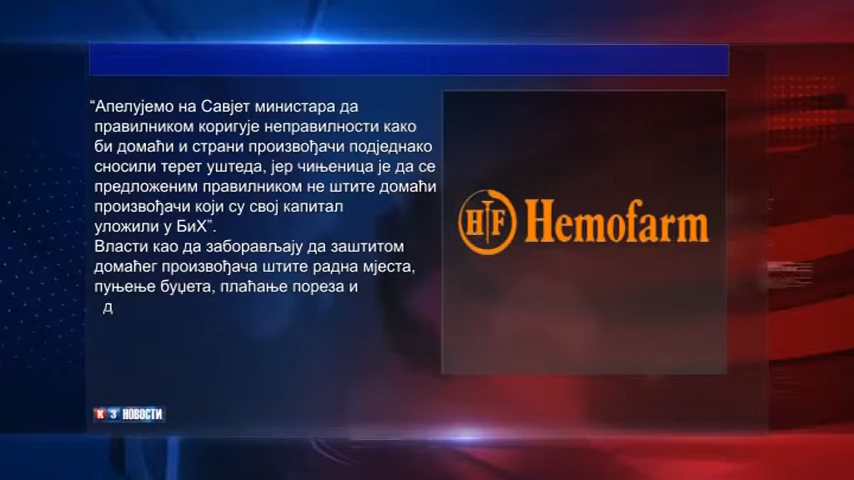 “Апелујемо на Савјет министара да
правилником коригује неправилности како
би домаћи и страни произвођачи подједнако
сносили терет уштеда, јер чињеница је да се
предложеним правилником не штите домаћи
произвођачи који су свој капитал
уложили у БиХ”.
Власти као да заборављају да заштитом
домаћег произвођача штите радна мјеста,
пуњење буџета, плаћање пореза и
д
HF Hemofarm
К 3 НОВОСТИ